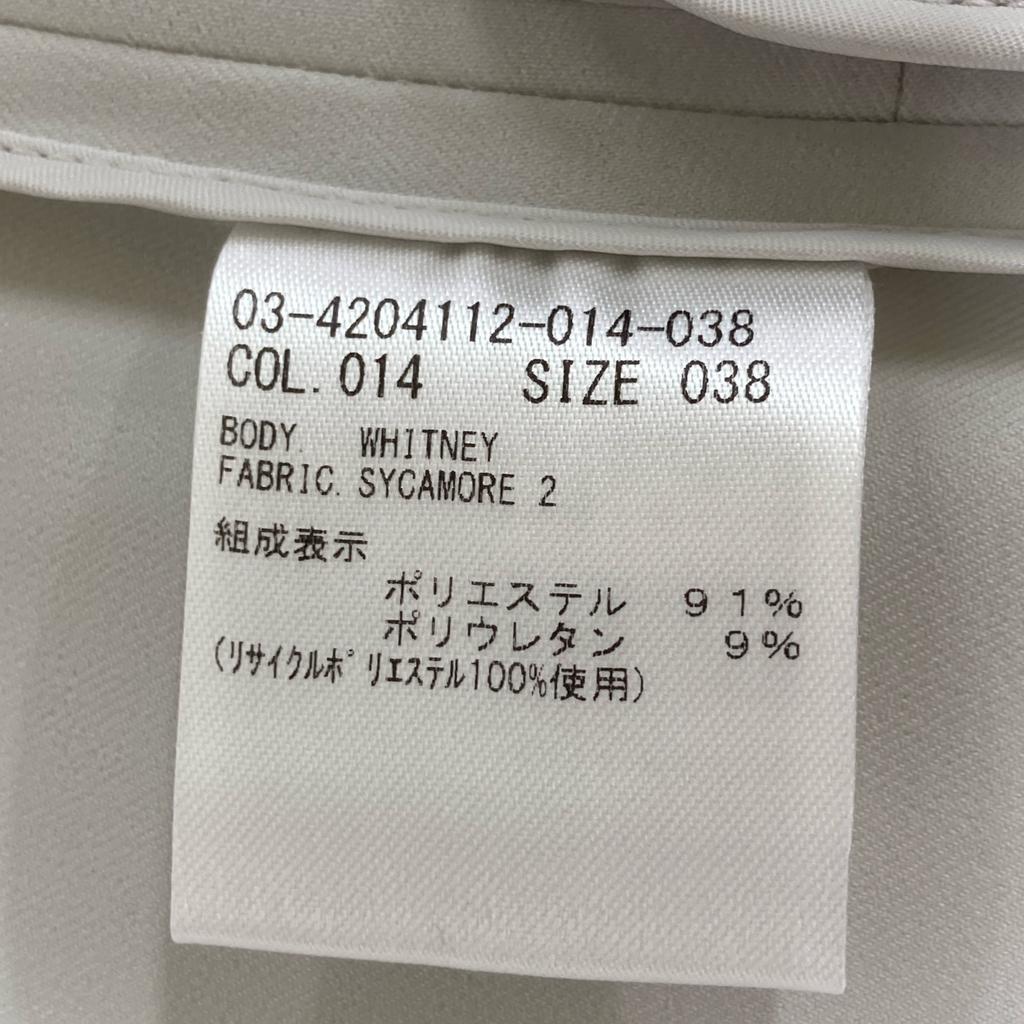 03-4204112-014-038
COL.014 SIZE 038
BODY. WHITNEY
FABRIC. SYCAMORE 2
組成表示
ポリエステル 91%
ポリウレタン 9%
(ﾘｻｲｸﾙﾎﾟﾘｴｽﾃﾙ100%使用)